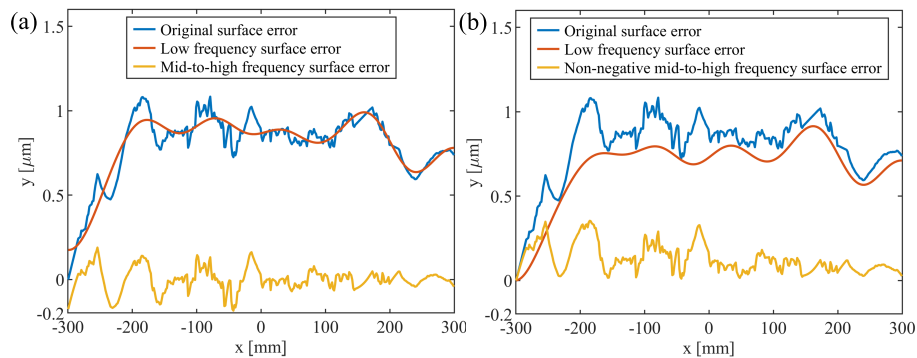 (a)
Original surface error
Low frequency surface error
Mid-to-high frequency surface error
y [μm]
1.5
1
0.5
0
-0.2
-300 -200 -100 0 100 200 300
x [mm]
(b)
Original surface error
Low frequency surface error
Non-negative mid-to-high frequency surface error
y [μm]
1.5
1
0.5
0
-0.2
-300 -200 -100 0 100 200 300
x [mm]